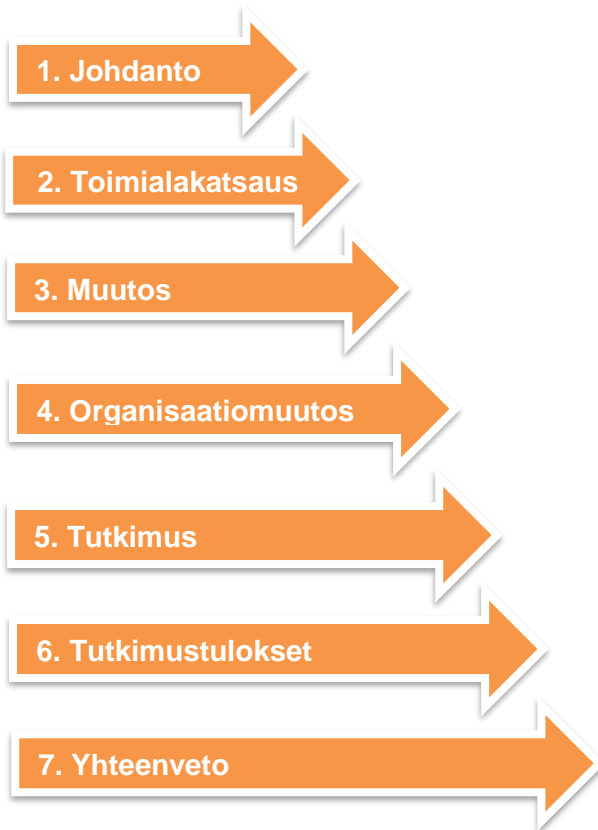 1. Johdanto
2. Toimialakatsaus
3. Muutos
4. Organisaatiomuutos
5. Tutkimus
6. Tutkimustulokset
7. Yhteenveto